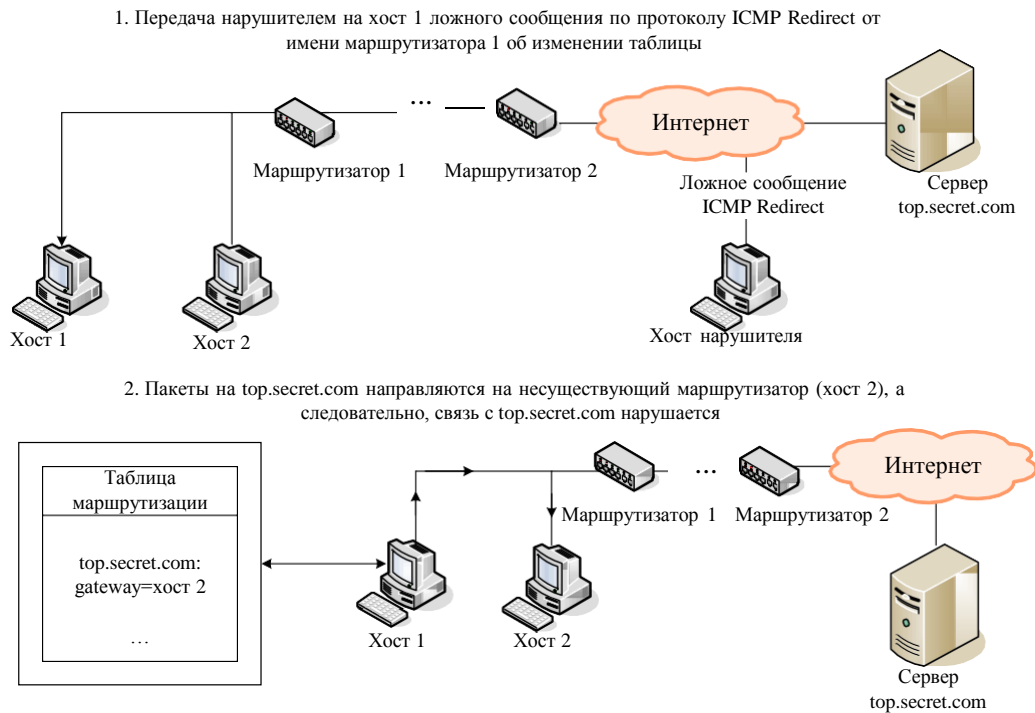 1. Передача нарушителем на хост 1 ложного сообщения по протоколу ICMP Redirect от
имени маршрутизатора 1 об изменении таблицы
...
Интернет
Маршрутизатор 1
Маршрутизатор 2
Ложное сообщение
ICMP Redirect
Сервер
top.secret.com
Хост 1
Хост 2
Хост нарушителя
2. Пакеты на top.secret.com направляются на несуществующий маршрутизатор (хост 2), а
следовательно, связь с top.secret.com нарушается
Таблица
маршрутизации
top.secret.com:
gateway=хост 2
…
...
Интернет
Маршрутизатор 1
Маршрутизатор 2
Хост 1
Хост 2
Сервер
top.secret.com